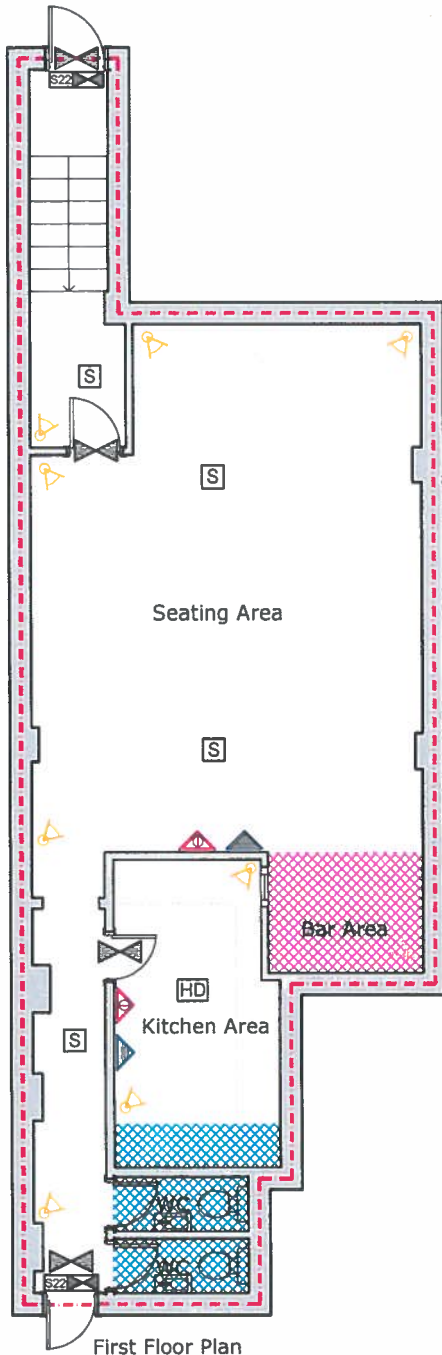 S22
S
S
Seating Area
S
Bar Area
HD
Kitchen Area
S
WC
WC
S22
First Floor Plan